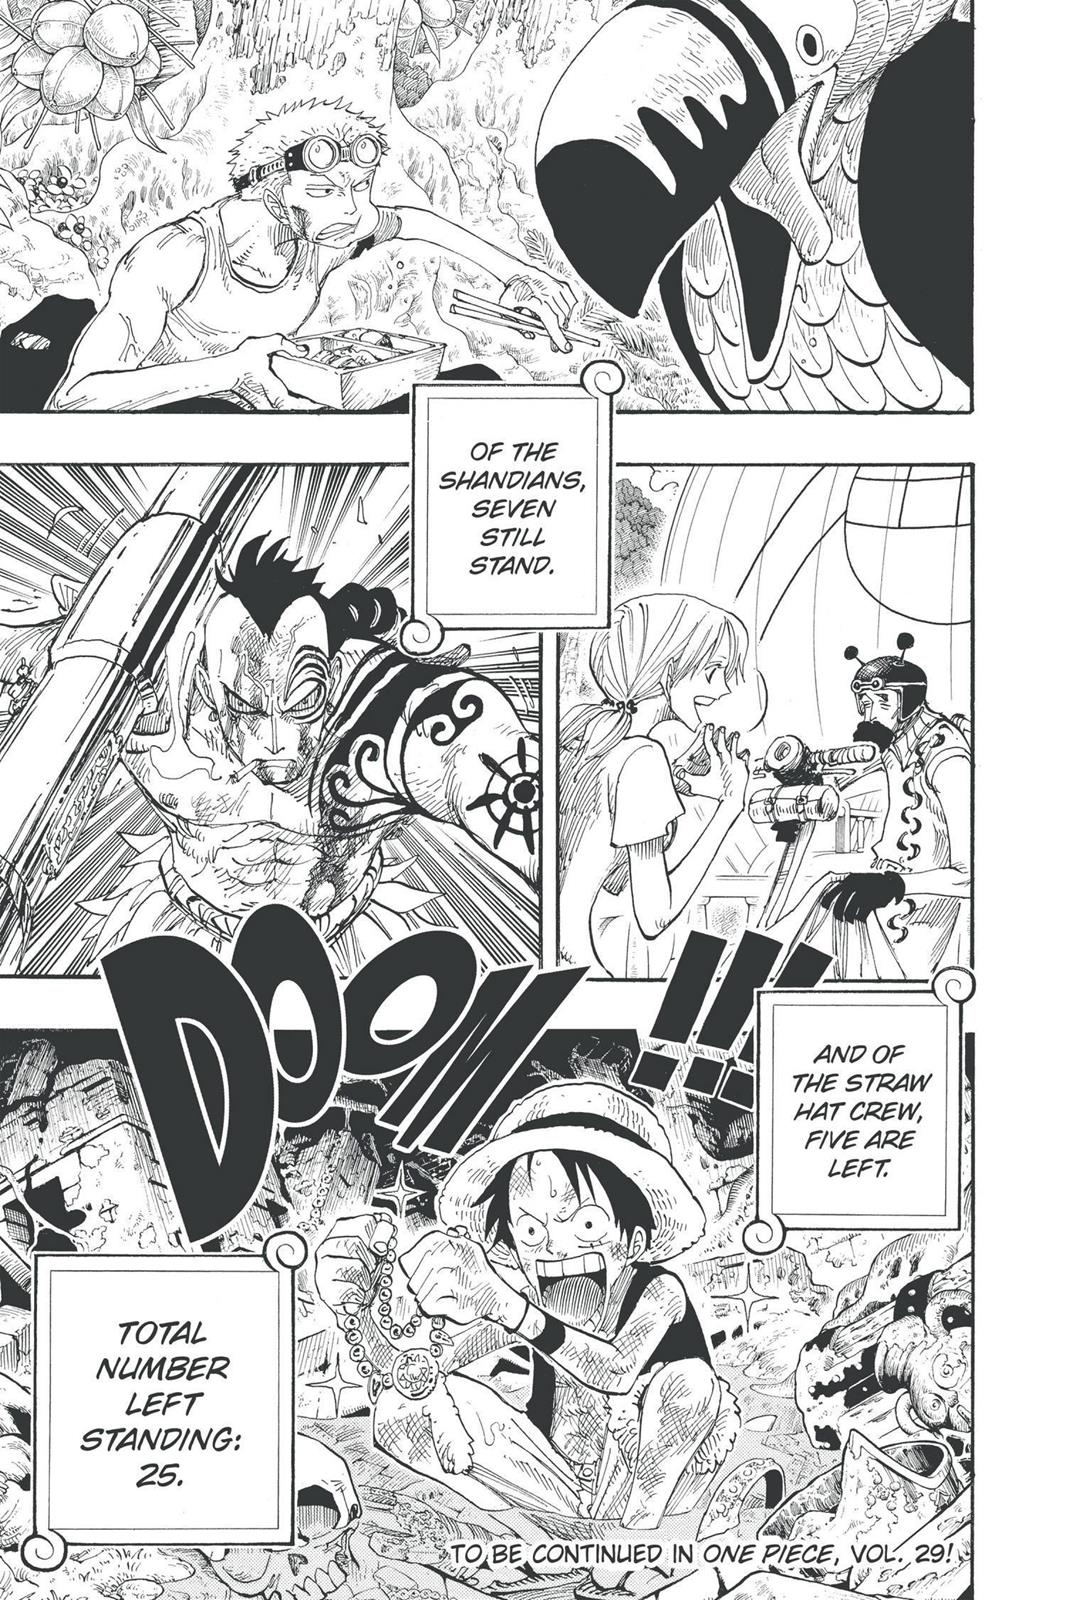 OF THE
SHANDIANS,
SEVEN
STILL
STAND.
DOOM!!!
AND OF
THE STRAW
HAT CREW,
FIVE ARE
LEFT.
TOTAL
NUMBER
LEFT
STANDING:
25.
TO BE CONTINUED IN ONE PIECE, VOL. 29!